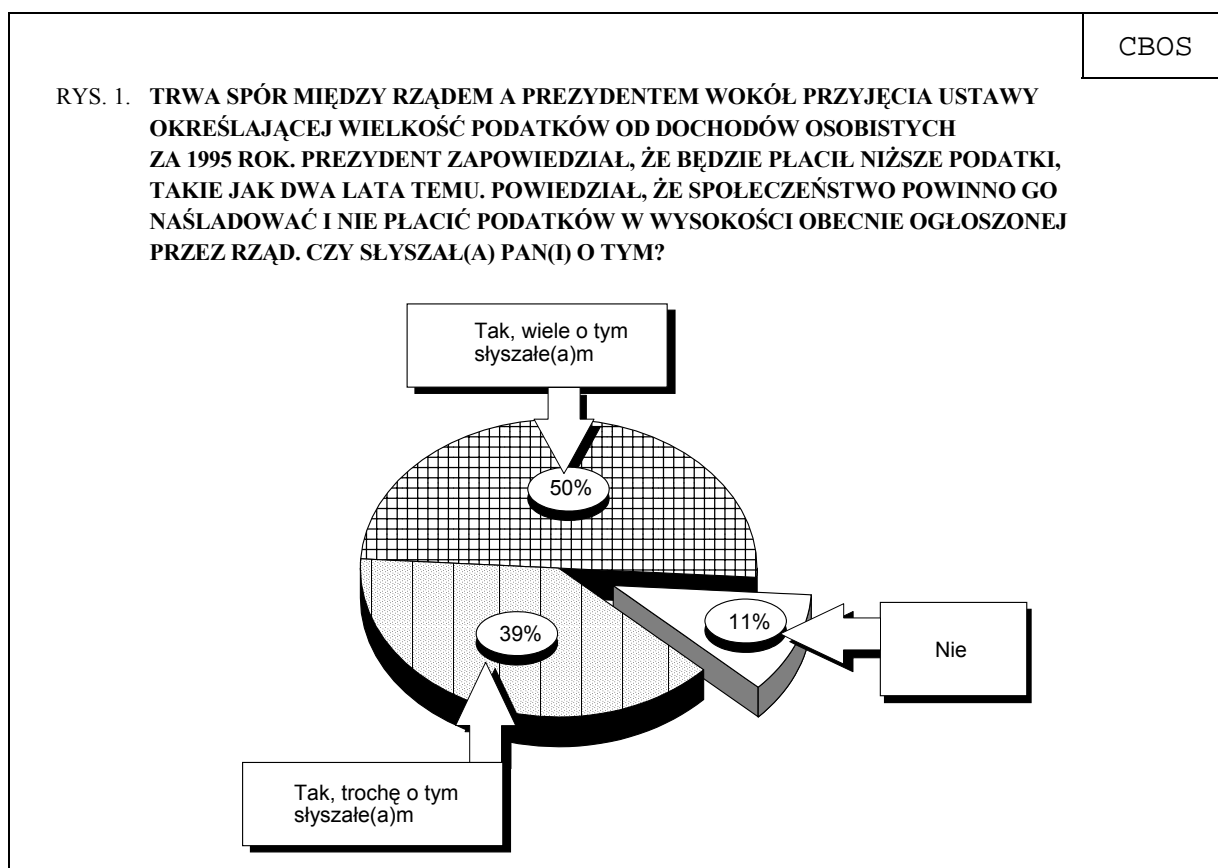 CBOS
RYS. 1. TRWA SPÓR MIĘDZY RZĄDEM A PREZYDENTEM WOKÓŁ PRZYJĘCIA USTAWY
OKREŚLAJĄCEJ WIELKOŚĆ PODATKÓW OD DOCHODÓW OSOBISTYCH
ZA 1995 ROK. PREZYDENT ZAPOWIEDZIAŁ, ŻE BĘDZIE PŁACIŁ NIŻSZE PODATKI,
TAKIE JAK DWA LATA TEMU. POWIEDZIAŁ, ŻE SPOŁECZEŃSTWO POWINNO GO
NAŚLADOWAĆ I NIE PŁACIĆ PODATKÓW W WYSOKOŚCI OBECNIE OGŁOSZONEJ
PRZEZ RZĄD. CZY SŁYSZAŁ(A) PAN(I) O TYM?
Tak, wiele o tym
słyszałe(a)m
50%
39%
11%
Nie
Tak, trochę o tym
słyszałe(a)m